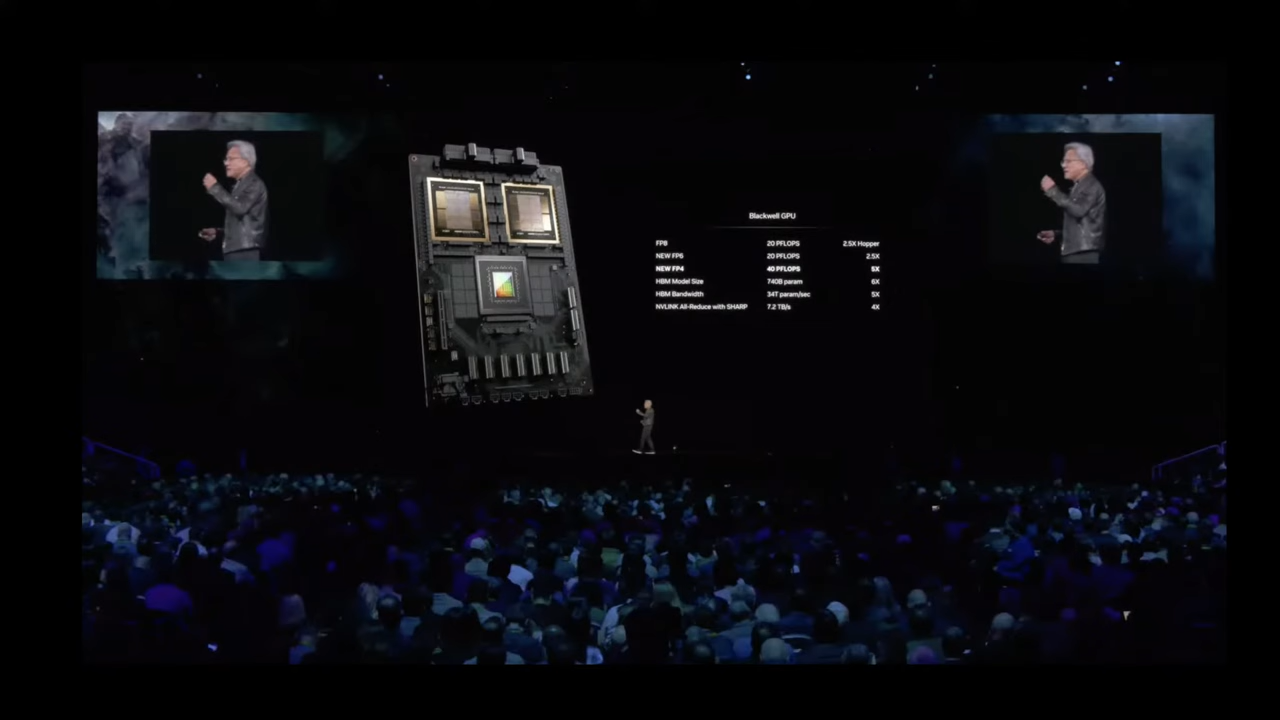 Blackwell GPU
FP8 20 PFLOPS 2.5X Hopper
NEW FP6 20 PFLOPS 2.5X
NEW FP4 40 PFLOPS 5X
HBM Model Size 740B param 6X
HBM Bandwidth 34T param/sec 5X
NVLINK All-Reduce with SHARP 7.2 TB/s 4X